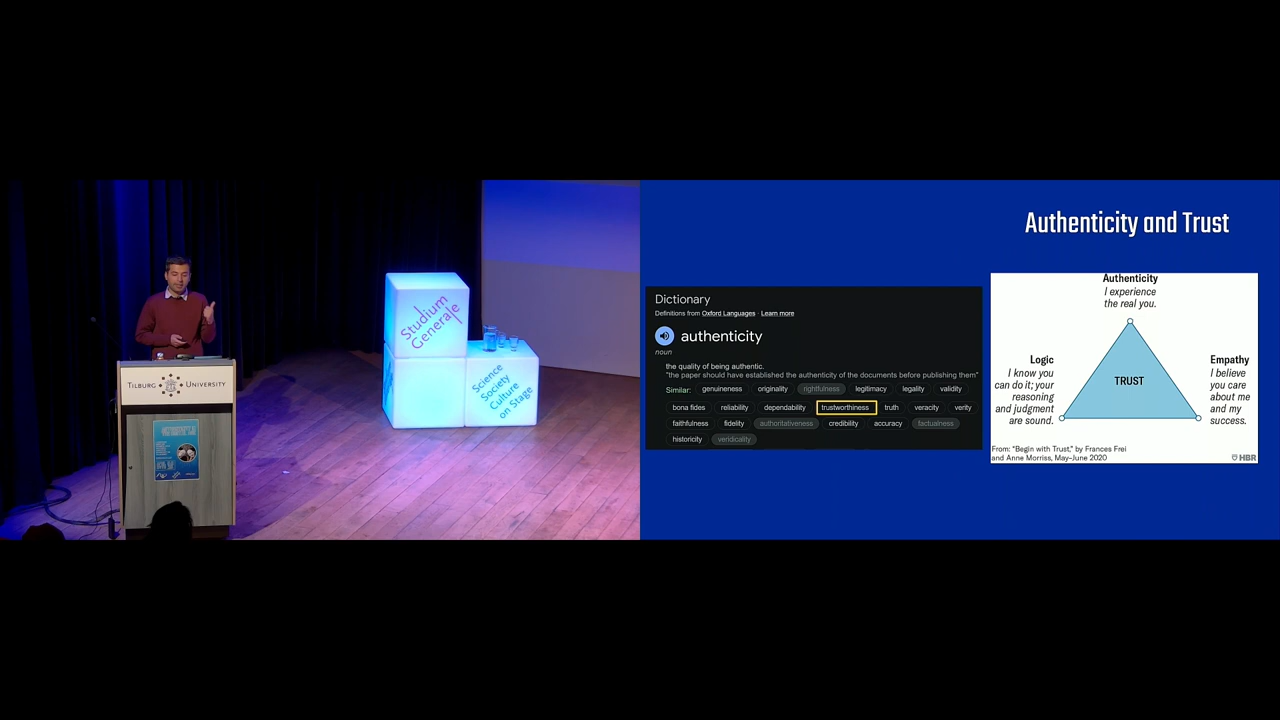 Studium
Generale
Science
Society
Culture
on Stage
TILBURG UNIVERSITY
Authenticity and Trust
Dictionary
Definitions from Oxford Languages · Learn more
authenticity
noun
the quality of being authentic.
"the paper should have established the authenticity of the documents before publishing them"
Similar: genuineness originality rightfulness legitimacy legality validity
bona fides reliability dependability trustworthiness truth veracity verity
faithfulness fidelity authoritativeness credibility accuracy factualness
historicity veridicality
Authenticity
I experience
the real you.
Logic
I know you
can do it; your
reasoning
and judgment
are sound.
TRUST
Empathy
I believe
you care
about me
and my
success.
From: "Begin with Trust," by Frances Frei
and Anne Morriss, May–June 2020
HBR